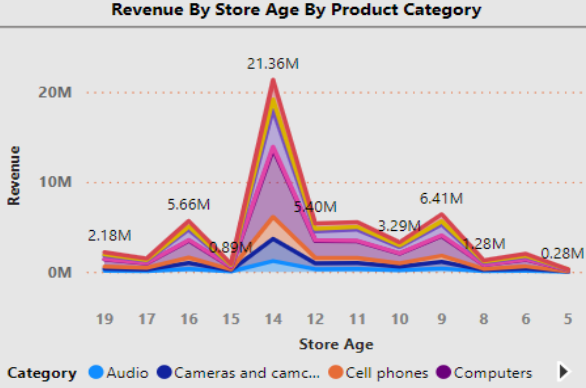 Revenue By Store Age By Product Category
21.36M
20M
5.66M
5.40M
6.41M
10M
2.18M
0.89M
3.29M
1.28M
0.28M
0M
Revenue
19 17 16 15 14 12 11 10 9 8 6 5
Store Age
Category Audio Cameras and camc... Cell phones Computers